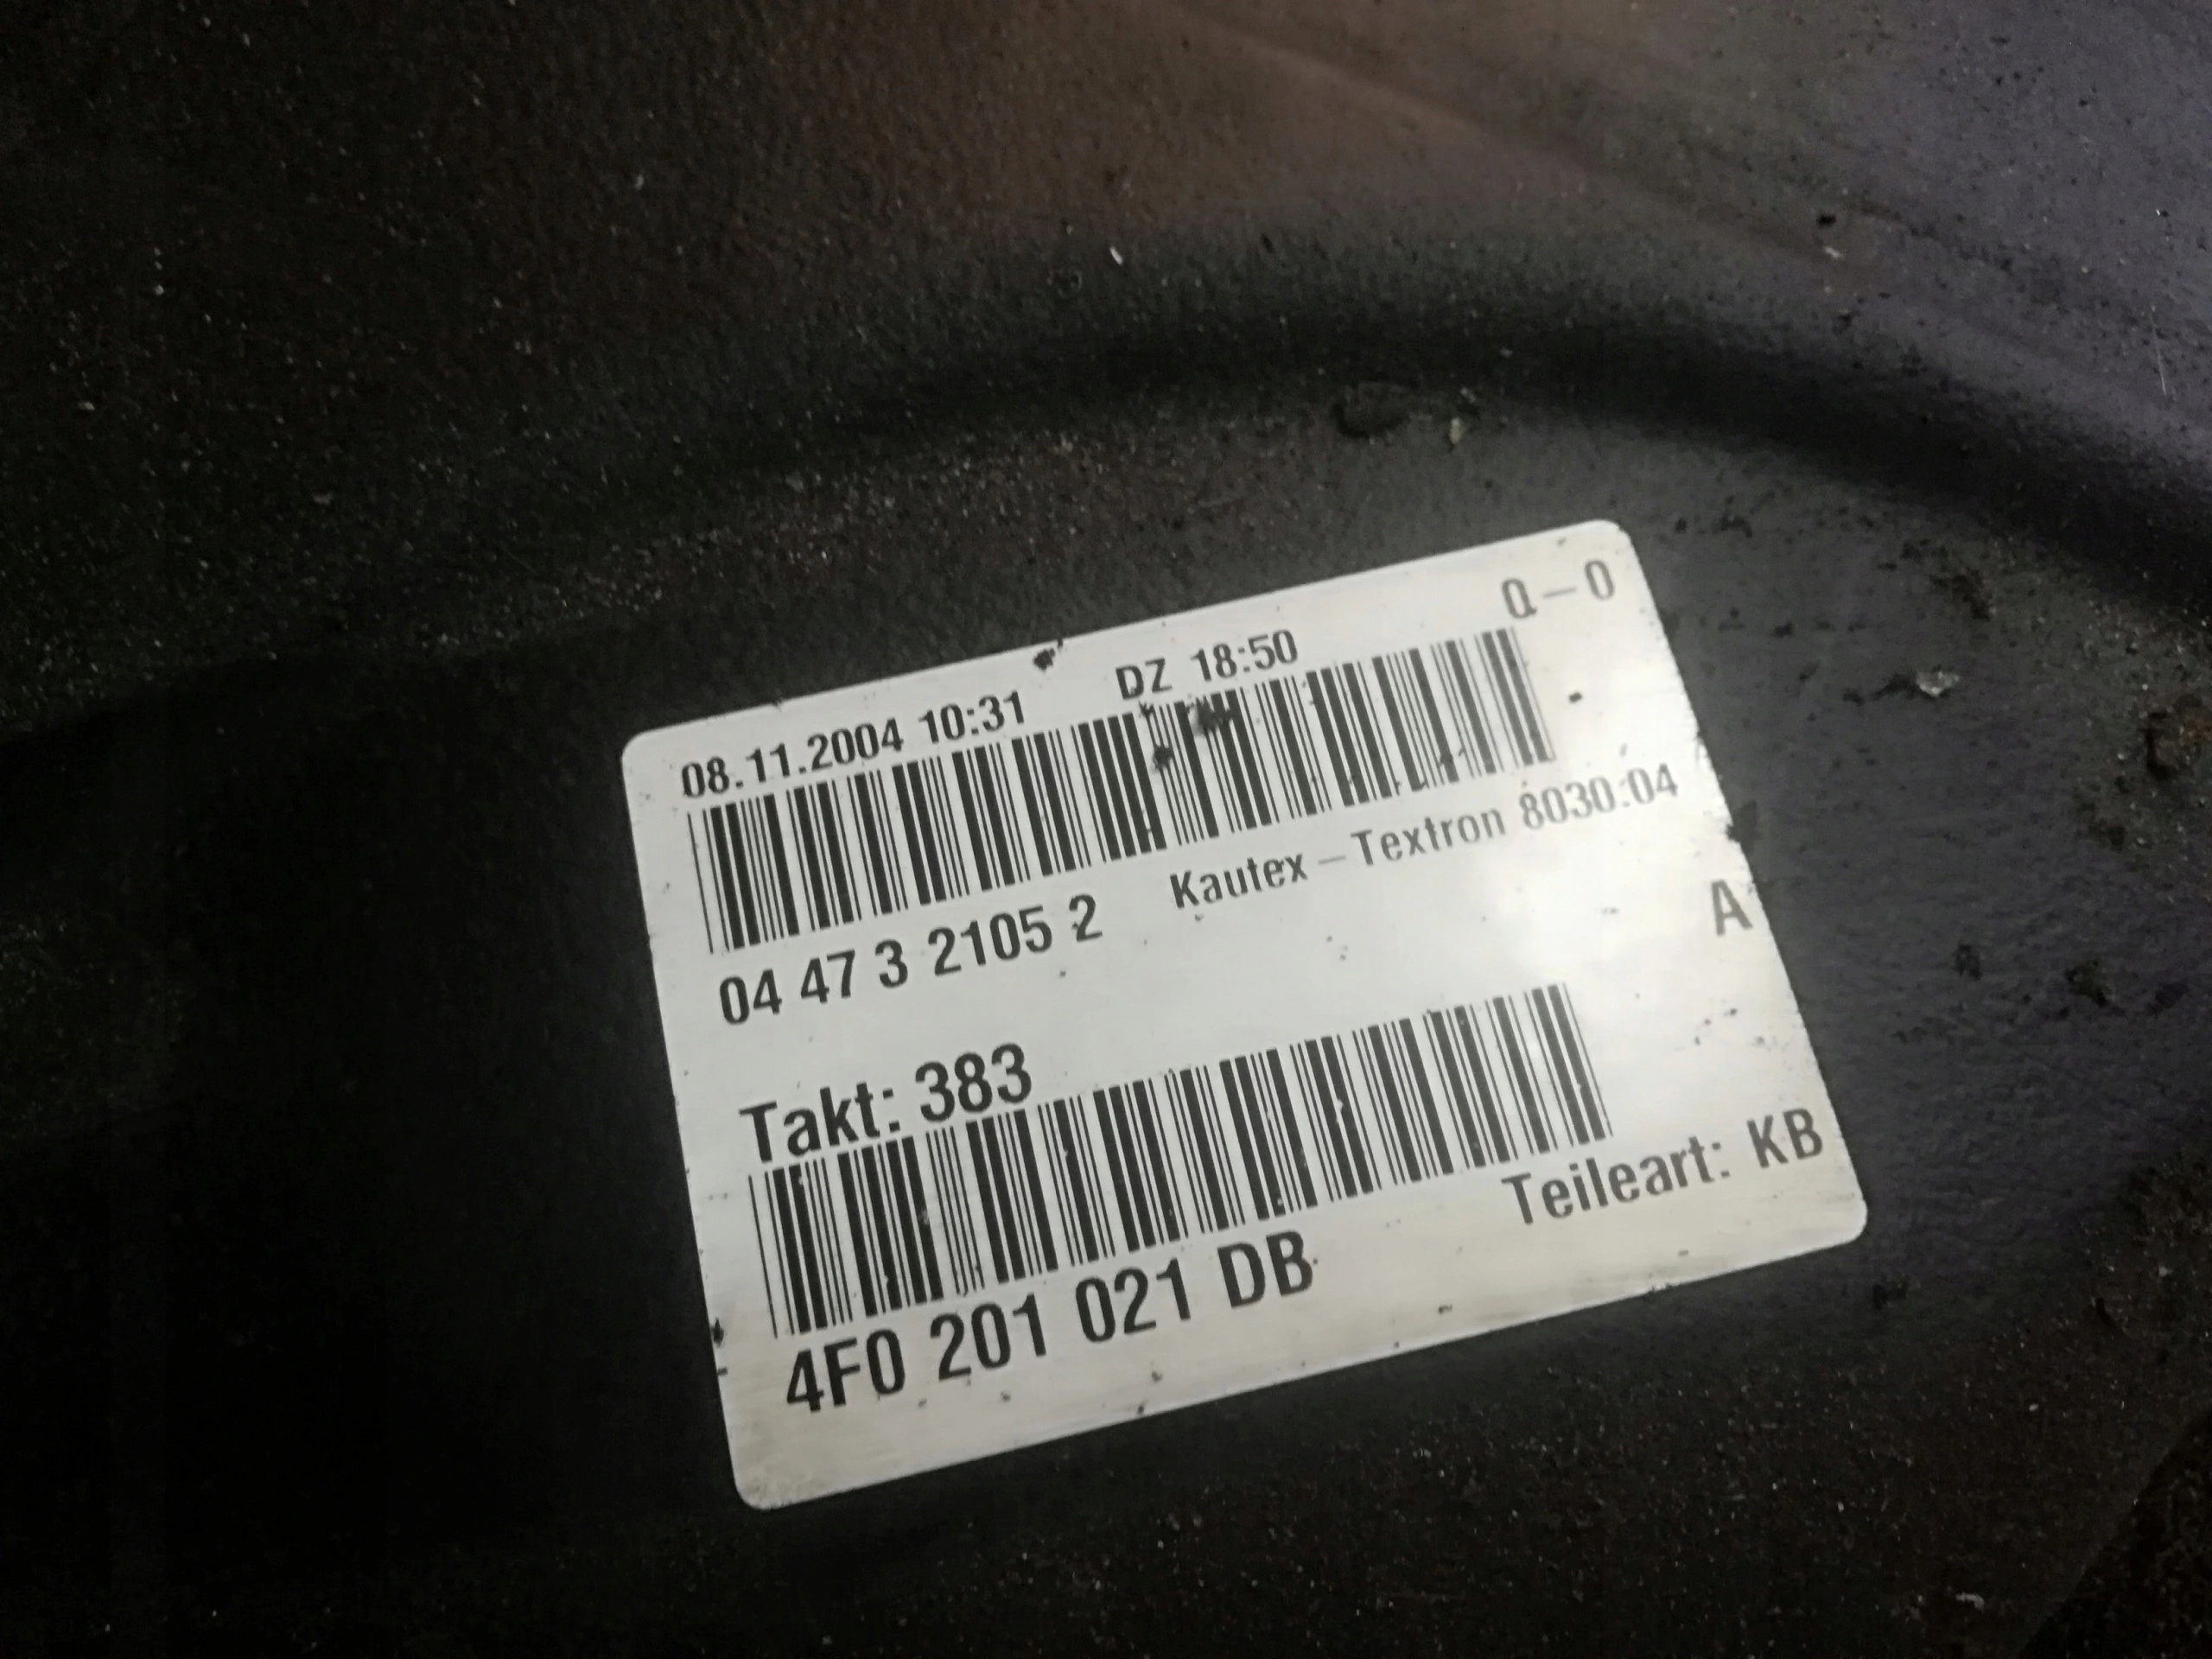 Q-0
08.11.2004 10:31 DZ 18:50
04 47 3 2105 2 Kautex-Textron 8030:04
A
Takt: 383
4F0 201 021 DB Teileart: KB